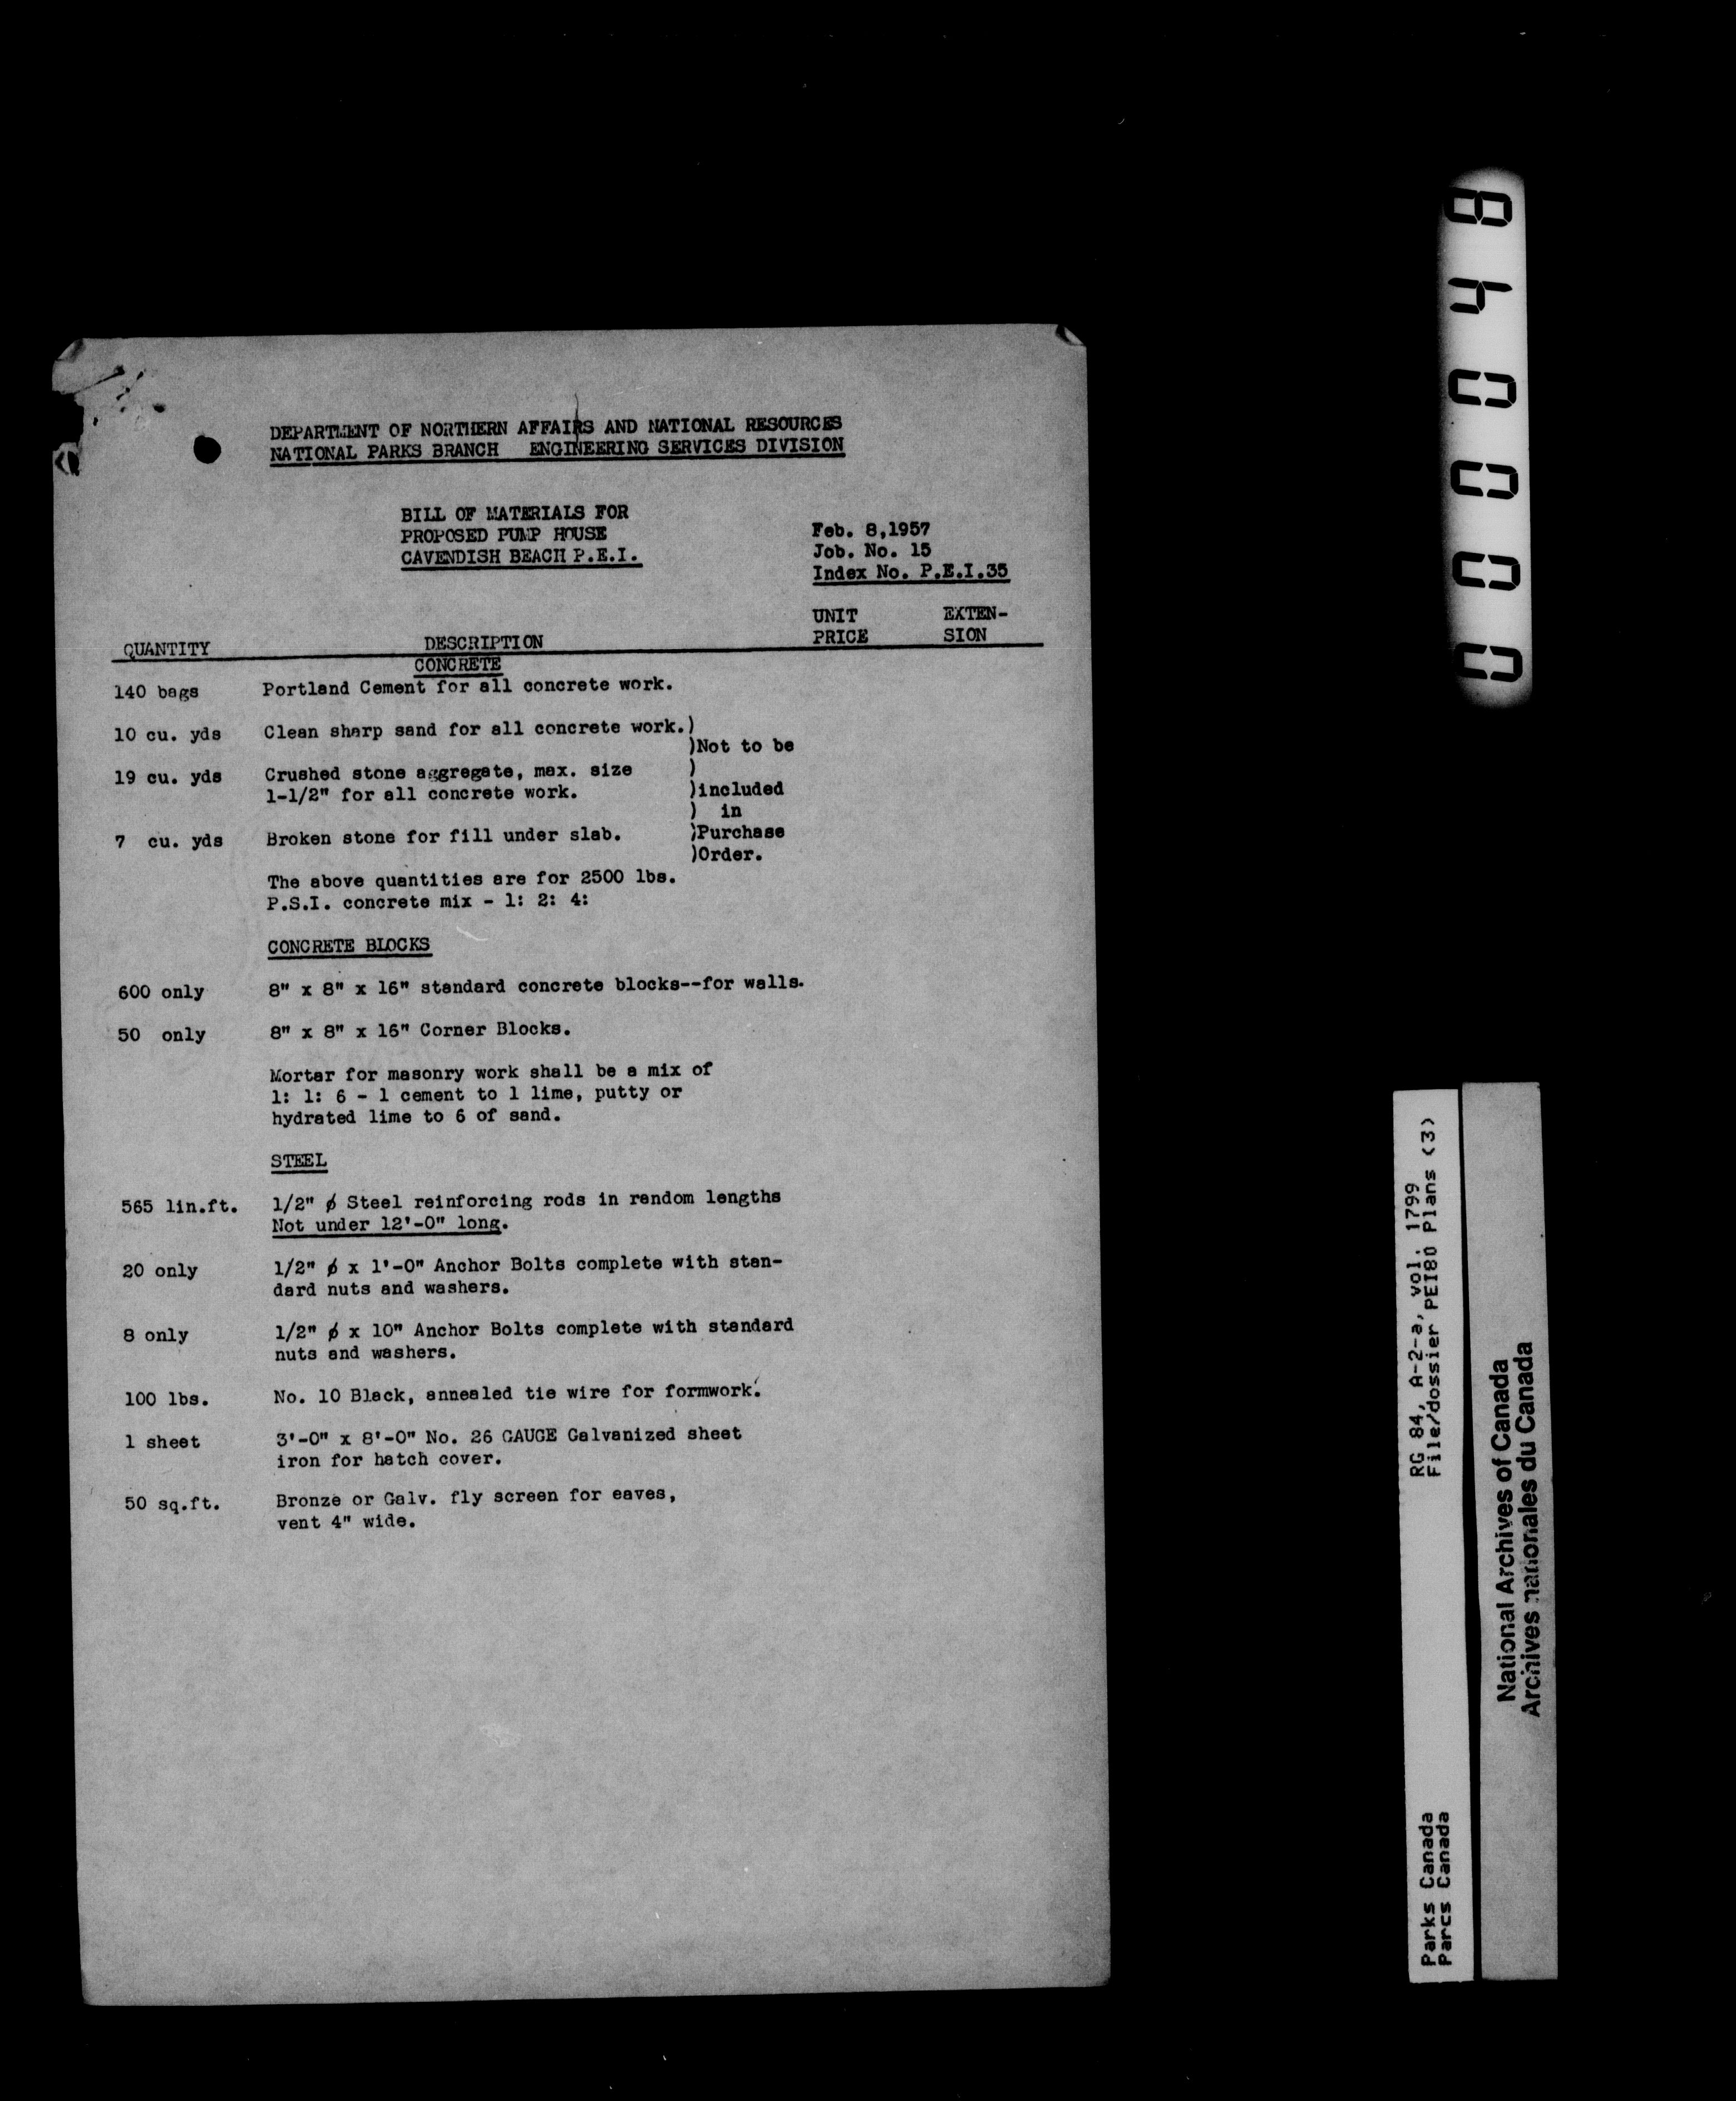 DEPARTMENT OF NORTHERN AFFAIRS AND NATIONAL RESOURCES
NATIONAL PARKS BRANCH ENGINEERING SERVICES DIVISION
BILL OF MATERIALS FOR
PROPOSED PUMP HOUSE
CAVENDISH BEACH P.E.I.
Feb. 8,1957
Job. No. 15
Index No. P.E.I.35
QUANTITY DESCRIPTION UNIT PRICE EXTEN-SION
CONCRETE
140 bags Portland Cement for all concrete work.
10 cu. yds Clean sharp sand for all concrete work.)
)Not to be
19 cu. yds Crushed stone aggregate, max. size )
1-1/2" for all concrete work. )included
) in
7 cu. yds Broken stone for fill under slab. )Purchase
)Order.
The above quantities are for 2500 lbs.
P.S.I. concrete mix - 1: 2: 4:
CONCRETE BLOCKS
600 only 8" x 8" x 16" standard concrete blocks--for walls.
50 only 8" x 8" x 16" Corner Blocks.
Mortar for masonry work shall be a mix of
1: 1: 6 - 1 cement to 1 lime, putty or
hydrated lime to 6 of sand.
STEEL
565 lin.ft. 1/2" ϕ Steel reinforcing rods in random lengths
Not under 12'-0" long.
20 only 1/2" ϕ x 1'-0" Anchor Bolts complete with stan-
dard nuts and washers.
8 only 1/2" ϕ x 10" Anchor Bolts complete with standard
nuts and washers.
100 lbs. No. 10 Black, annealed tie wire for formwork.
1 sheet 3'-0" x 8'-0" No. 26 GAUGE Galvanized sheet
iron for hatch cover.
50 sq.ft. Bronze or Galv. fly screen for eaves,
vent 4" wide.
000048
RG 84, A-2-a, vol. 1799
File/dossier PEI80 Plans (3)
Parks Canada
Parcs Canada
National Archives of Canada
Archives nationales du Canada